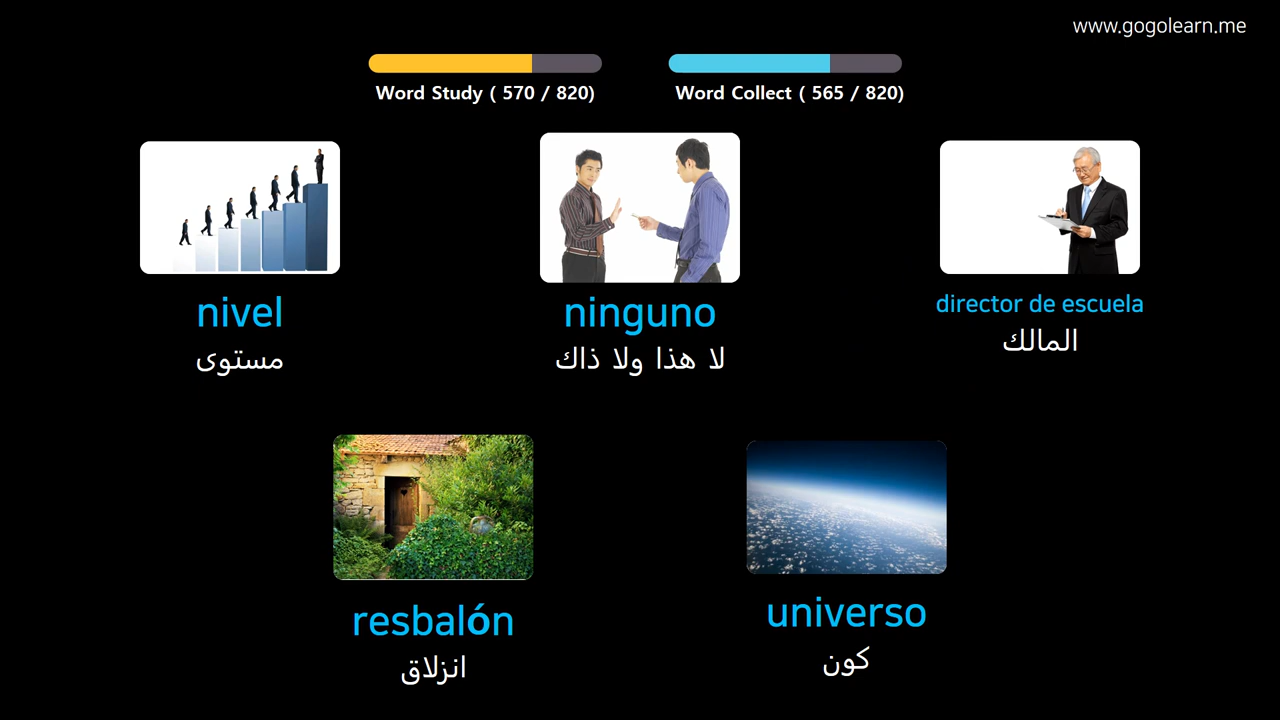 www.gogolearn.me
Word Study ( 570 / 820)
Word Collect ( 565 / 820)
nivel
مستوى
ninguno
لا هذا ولا ذاك
director de escuela
المالك
resbalón
انزلاق
universo
كون